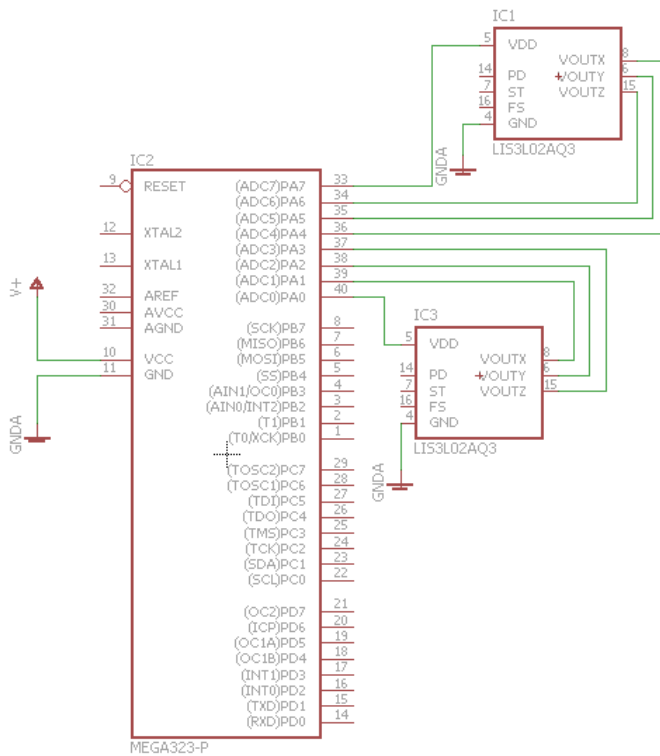 IC1
5 VDD
VOUTX 8
14 PD
VOUTY 6
7 ST
VOUTZ 15
16 FS
4 GND
GNDA
LIS3L02AQ3
IC2
9 RESET
(ADC7)PA7 33
(ADC6)PA6 34
(ADC5)PA5 35
12 XTAL2
(ADC4)PA4 36
(ADC3)PA3 37
13 XTAL1
(ADC2)PA2 38
(ADC1)PA1 39
32 AREF
(ADC0)PA0 40
V+
30 AVCC
31 AGND
(SCK)PB7 8
(MISO)PB6 7
10 VCC
(MOSI)PB5 6
11 GND
(SS)PB4 5
(AIN1/OC0)PB3 4
(AIN0/INT2)PB2 3
(T1)PB1 2
(T0/XCK)PB0 1
GNDA
IC3
5 VDD
VOUTX 8
14 PD
VOUTY 6
7 ST
VOUTZ 15
16 FS
4 GND
LIS3L02AQ3
GNDA
(TOSC2)PC7 29
(TOSC1)PC6 28
(TDI)PC5 27
(TDO)PC4 26
(TMS)PC3 25
(TCK)PC2 24
(SDA)PC1 23
(SCL)PC0 22
(OC2)PD7 21
(ICP)PD6 20
(OC1A)PD5 19
(OC1B)PD4 18
(INT1)PD3 17
(INT0)PD2 16
(TXD)PD1 15
(RXD)PD0 14
MEGA323-P